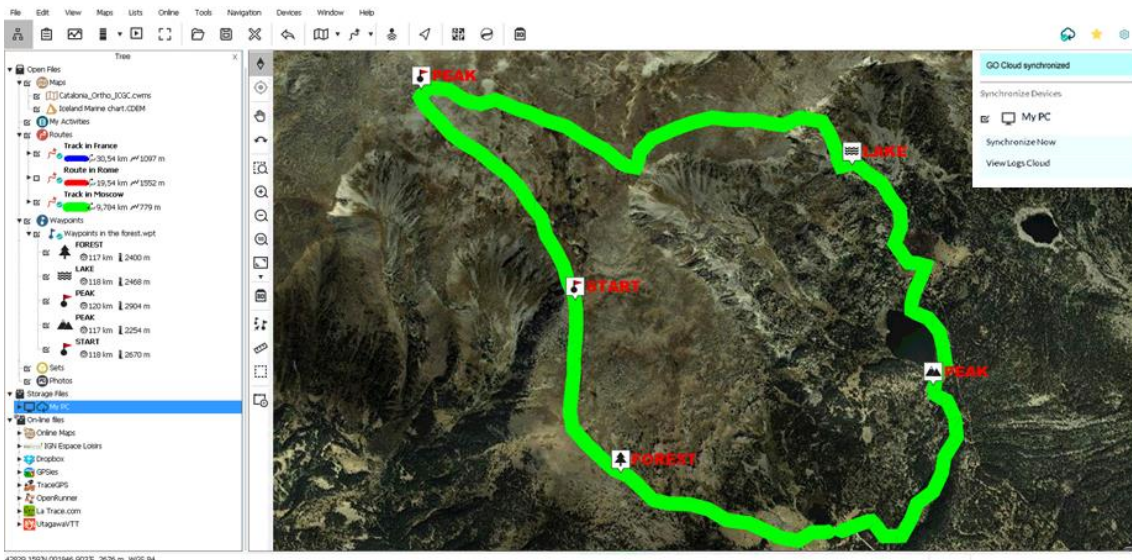 File Edit View Maps Lists Online Tools Navigation Devices Window Help
Tree X
Open Files
Maps
Catalonia_Ortho_ICGC.cwms
Iceland Marine chart.CDEM
My Activities
Routes
Track in France
30,54 km 1097 m
Route in Rome
19,54 km 1552 m
Track in Moscow
9,704 km 779 m
Waypoints
Waypoints in the forest.wpt
FOREST
117 km 2400 m
LAKE
118 km 2468 m
PEAK
120 km 2904 m
PEAK
117 km 2254 m
START
118 km 2670 m
Sets
Photos
Storage Files
My PC
On-line files
Online Maps
IGN Espace Loisirs
Dropbox
GPSies
TraceGPS
OpenRunner
La Trace.com
UtagawaVTT
PEAK
LAKE
START
PEAK
FOREST
GO Cloud synchronized
Synchronize Devices
My PC
Synchronize Now
View Logs Cloud